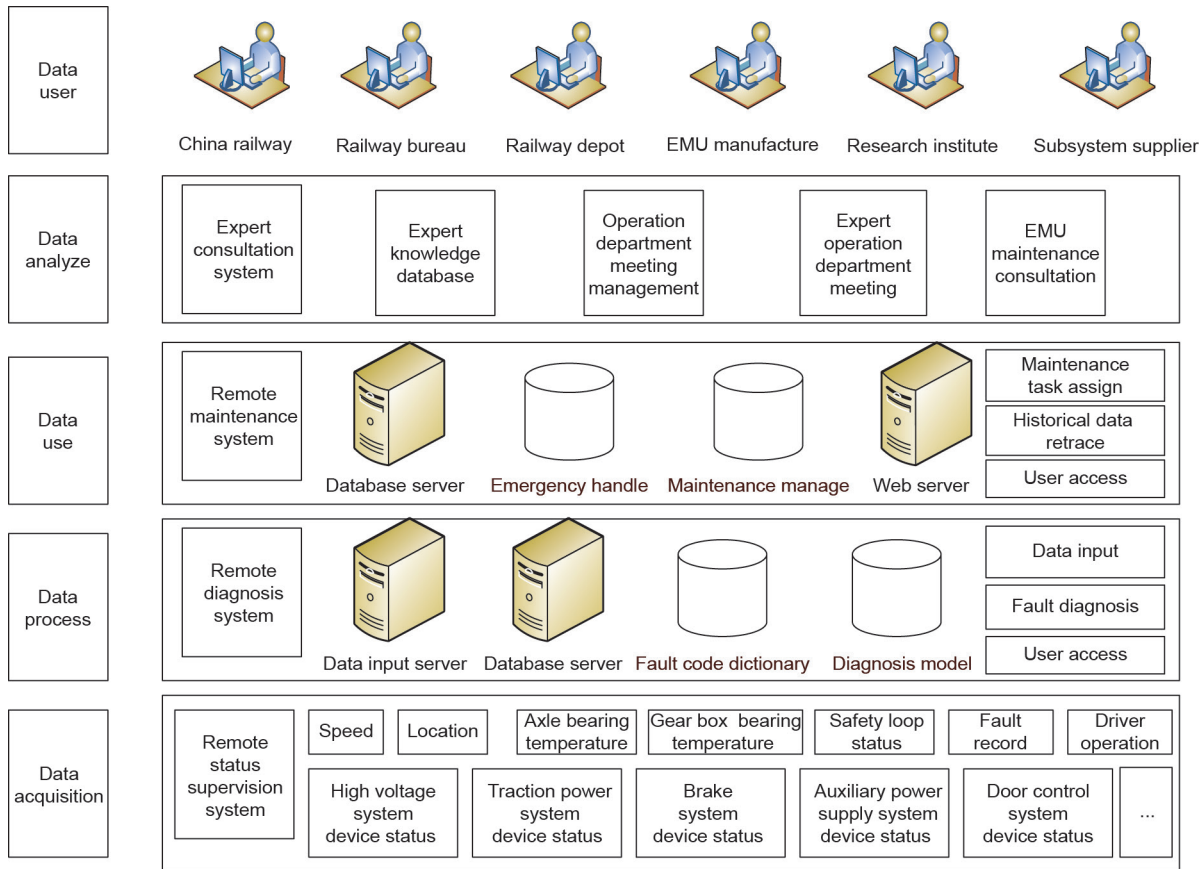 Data
user
China railway
Railway bureau
Railway depot
EMU manufacture
Research institute
Subsystem supplier
Data
analyze
Expert
consultation
system
Expert
knowledge
database
Operation
department
meeting
management
Expert
operation
department
meeting
EMU
maintenance
consultation
Data
use
Remote
maintenance
system
Database server
Emergency handle
Maintenance manage
Web server
Maintenance
task assign
Historical data
retrace
User access
Data
process
Remote
diagnosis
system
Data input server
Database server
Fault code dictionary
Diagnosis model
Data input
Fault diagnosis
User access
Data
acquisition
Remote
status
supervision
system
Speed
Location
Axle bearing
temperature
Gear box bearing
temperature
Safety loop
status
Fault
record
Driver
operation
High voltage
system
device status
Traction power
system
device status
Brake
system
device status
Auxiliary power
supply system
device status
Door control
system
device status
...